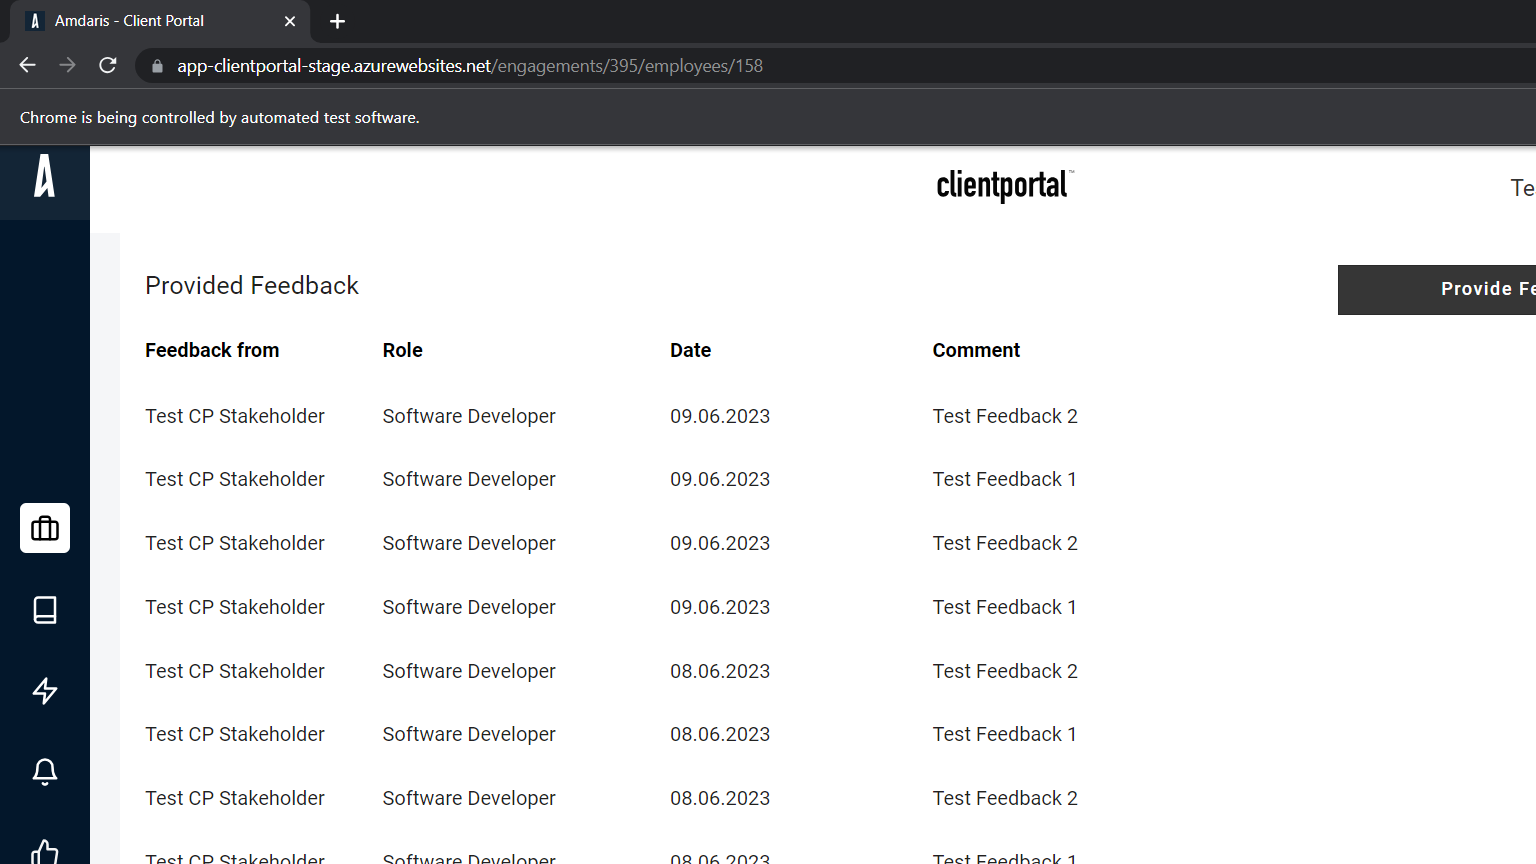 Amdaris - Client Portal
app-clientportal-stage.azurewebsites.net/engagements/395/employees/158
Chrome is being controlled by automated test software.
clientportal™
Te
Provided Feedback
Provide Fe
Feedback from Role Date Comment
Test CP Stakeholder Software Developer 09.06.2023 Test Feedback 2
Test CP Stakeholder Software Developer 09.06.2023 Test Feedback 1
Test CP Stakeholder Software Developer 09.06.2023 Test Feedback 2
Test CP Stakeholder Software Developer 09.06.2023 Test Feedback 1
Test CP Stakeholder Software Developer 08.06.2023 Test Feedback 2
Test CP Stakeholder Software Developer 08.06.2023 Test Feedback 1
Test CP Stakeholder Software Developer 08.06.2023 Test Feedback 2
Test CP Stakeholder Software Developer 08.06.2023 Test Feedback 1